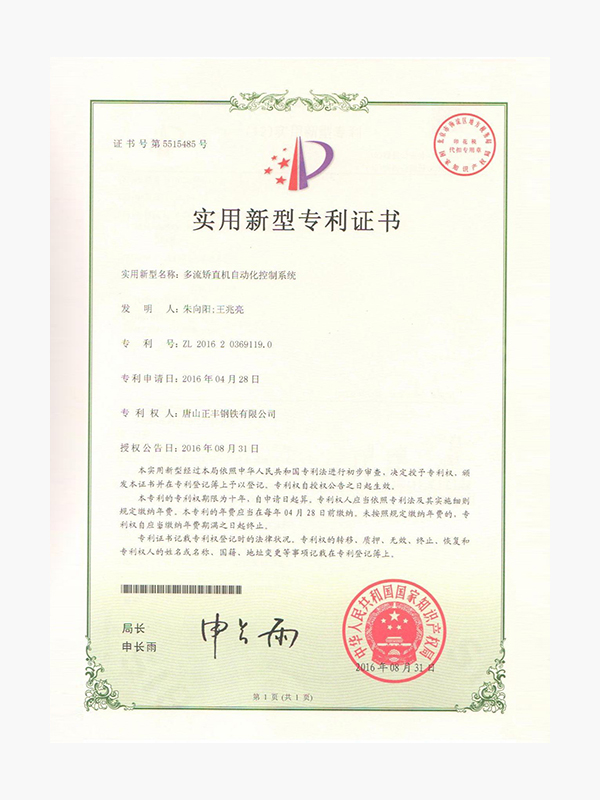 证书号第5515485号
实用新型专利证书
实用新型名称：多流矫直机自动化控制系统
发 明 人：朱向阳;王兆亮
专 利 号：ZL 2016 2 0369119.0
专利申请日：2016年04月28日
专 利 权 人：唐山正丰钢铁有限公司
授权公告日：2016年08月31日
本实用新型经过本局依照中华人民共和国专利法进行初步审查，决定授予专利权，颁
发本证书并在专利登记簿上予以登记。专利权自授权公告之日起生效。
本专利的专利权期限为十年，自申请日起算。专利权人应当依照专利法及其实施细则
规定缴纳年费。本专利的年费应当在每年04月28日前缴纳。未按照规定缴纳年费的，专
利权自应当缴纳年费期满之日起终止。
专利证书记载专利权登记时的法律状况。专利权的转移、质押、无效、终止、恢复和
专利权人的姓名或名称、国籍、地址变更等事项记载在专利登记簿上。
局长
申长雨
申长雨
中华人民共和国国家知识产权局
2016年08月31日
第 1 页 (共 1 页)